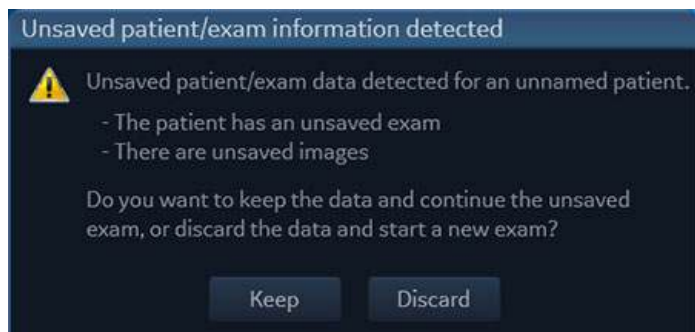 Unsaved patient/exam information detected
Unsaved patient/exam data detected for an unnamed patient.
- The patient has an unsaved exam
- There are unsaved images
Do you want to keep the data and continue the unsaved
exam, or discard the data and start a new exam?
Keep
Discard